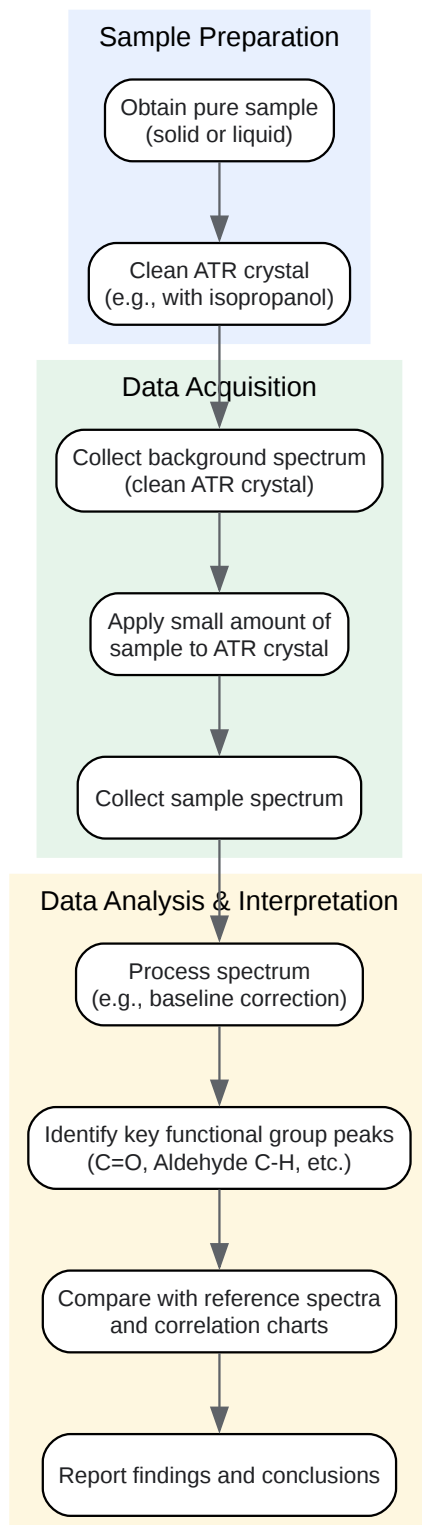 Sample Preparation
Obtain pure sample
(solid or liquid)
Clean ATR crystal
(e.g., with isopropanol)
Data Acquisition
Collect background spectrum
(clean ATR crystal)
Apply small amount of
sample to ATR crystal
Collect sample spectrum
Data Analysis & Interpretation
Process spectrum
(e.g., baseline correction)
Identify key functional group peaks
(C=O, Aldehyde C-H, etc.)
Compare with reference spectra
and correlation charts
Report findings and conclusions